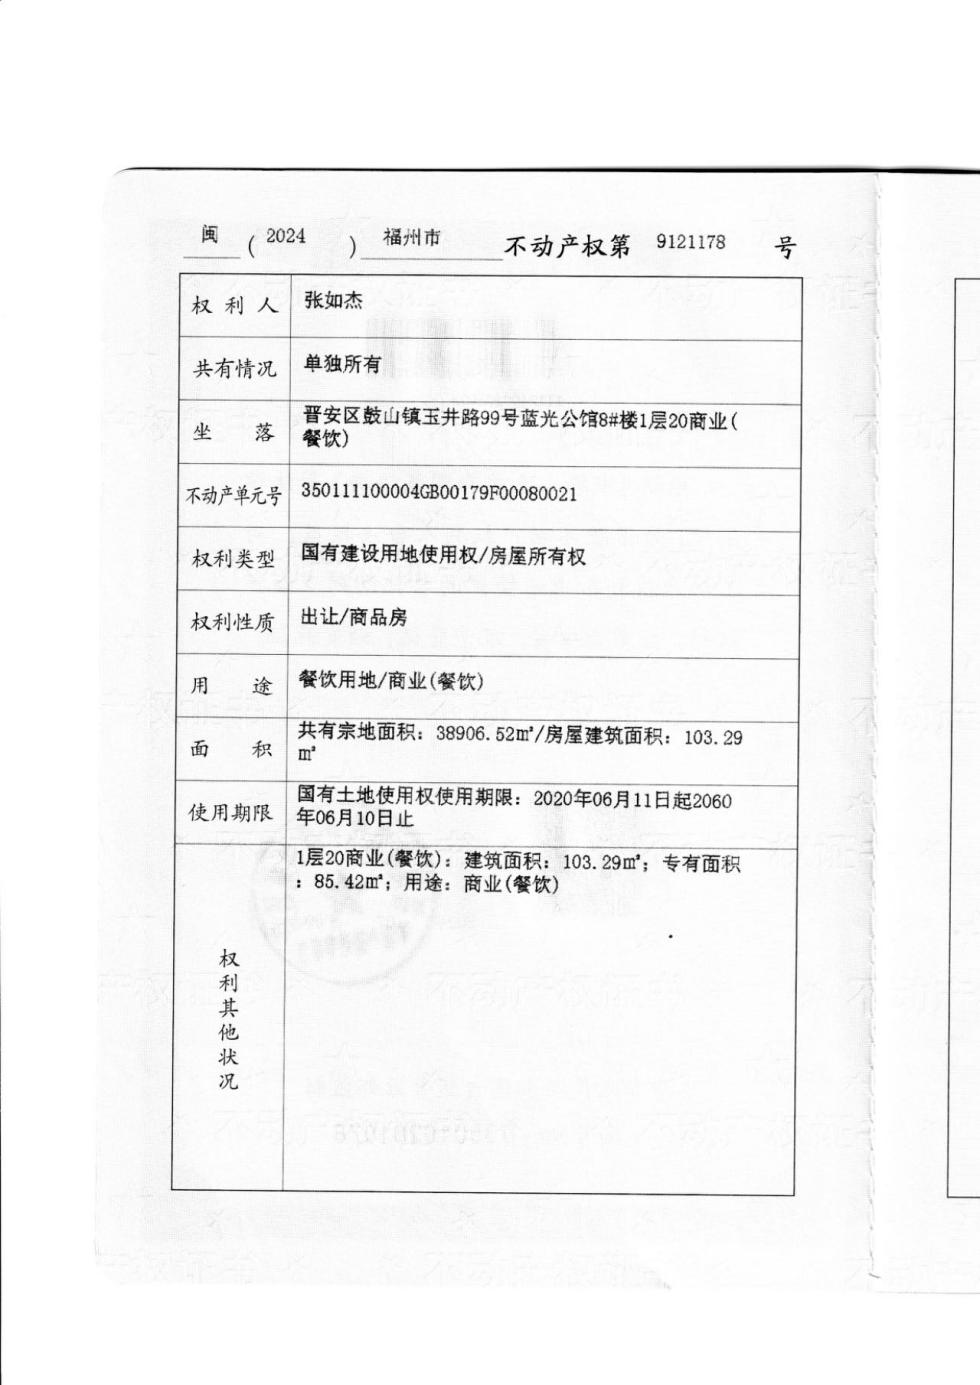 闽（2024）福州市 不动产权第 9121178 号
权利人 张如杰
共有情况 单独所有
坐落 晋安区鼓山镇玉井路99号蓝光公馆8#楼1层20商业(
餐饮)
不动产单元号 350111100004GB00179F00080021
权利类型 国有建设用地使用权/房屋所有权
权利性质 出让/商品房
用途 餐饮用地/商业(餐饮)
面积 共有宗地面积：38906.52㎡/房屋建筑面积：103.29
㎡
使用期限 国有土地使用权使用期限：2020年06月11日起2060
年06月10日止
权利其他状况 1层20商业(餐饮)：建筑面积：103.29㎡；专有面积
：85.42㎡；用途：商业(餐饮)